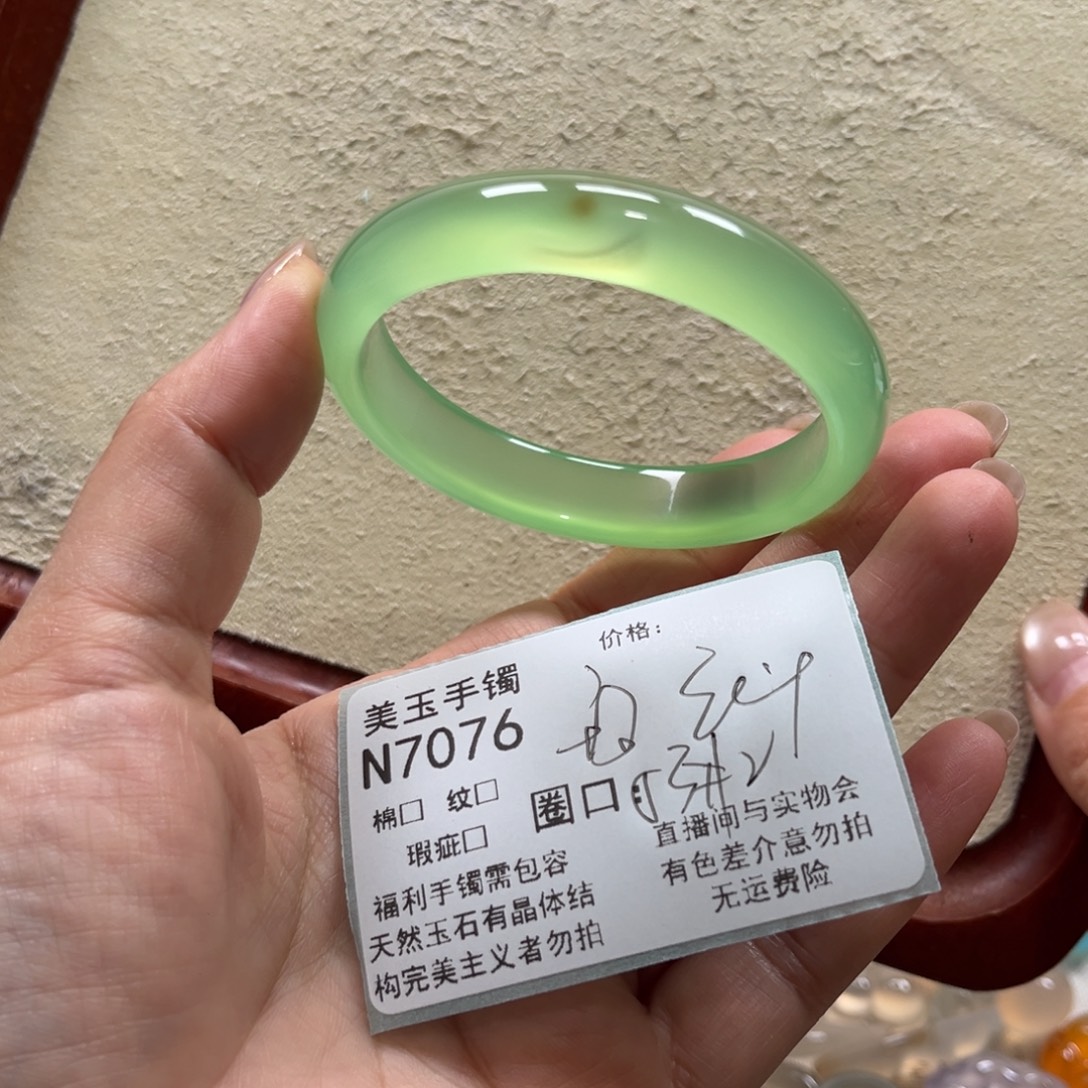 价格：
美玉手镯
N7076
棉□ 纹□ 圈口：
瑕疵□
直播间与实物会
有色差介意勿拍
无运费险
福利手镯需包容
天然玉石有晶体结
构完美主义者勿拍